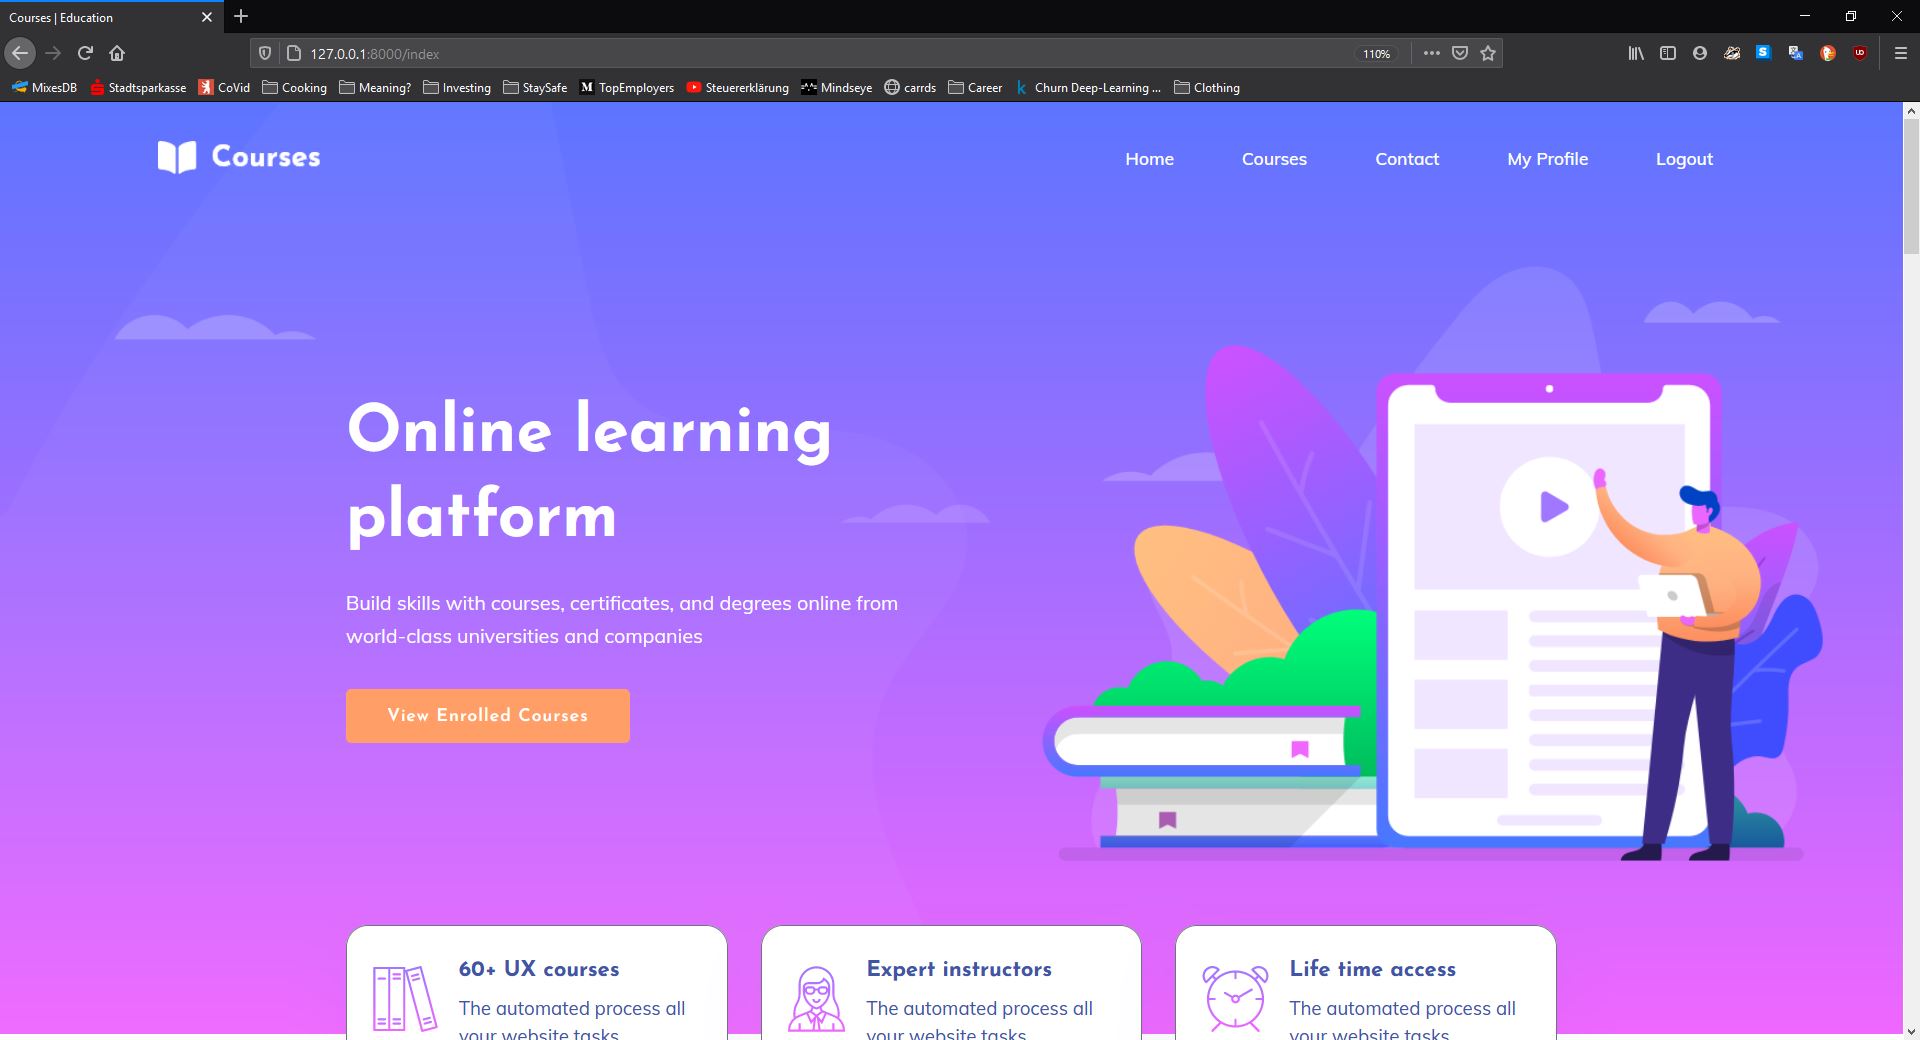 Courses | Education
127.0.0.1:8000/index
110%
MixesDB
Stadtsparkasse
CoVid
Cooking
Meaning?
Investing
StaySafe
M TopEmployers
Steuererklärung
Mindseye
carrds
Career
k Churn Deep-Learning ...
Clothing
Courses
Home
Courses
Contact
My Profile
Logout
Online learning
platform
Build skills with courses, certificates, and degrees online from
world-class universities and companies
View Enrolled Courses
60+ UX courses
The automated process all
your website tasks
Expert instructors
The automated process all
your website tasks
Life time access
The automated process all
your website tasks